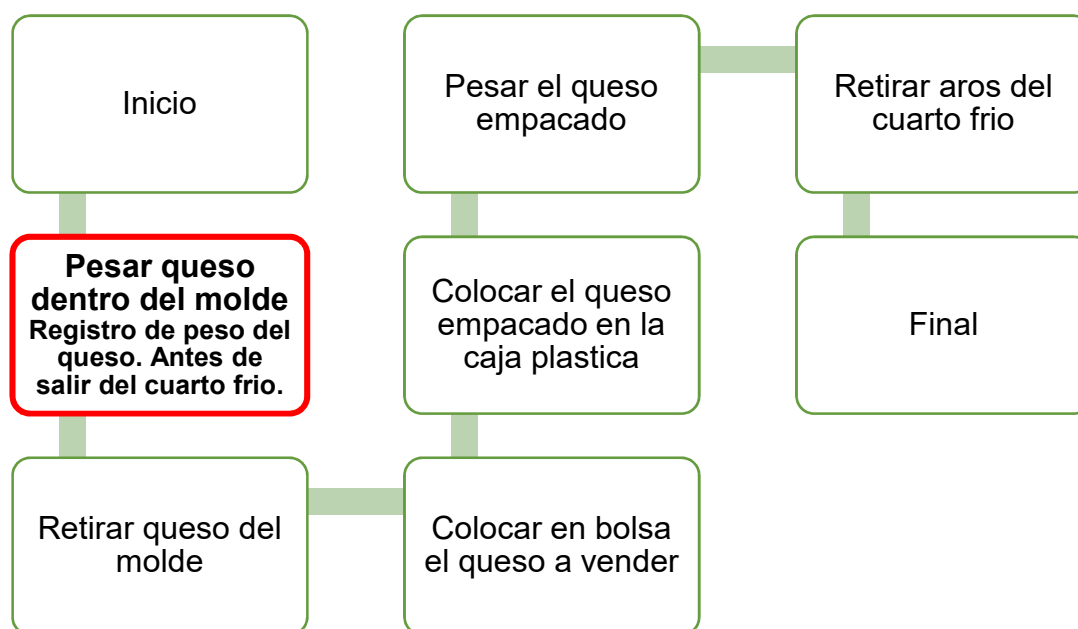 Inicio
Pesar queso
dentro del molde
Registro de peso del
queso. Antes de
salir del cuarto frio.
Retirar queso del
molde
Colocar en bolsa
el queso a vender
Colocar el queso
empacado en la
caja plastica
Pesar el queso
empacado
Retirar aros del
cuarto frio
Final